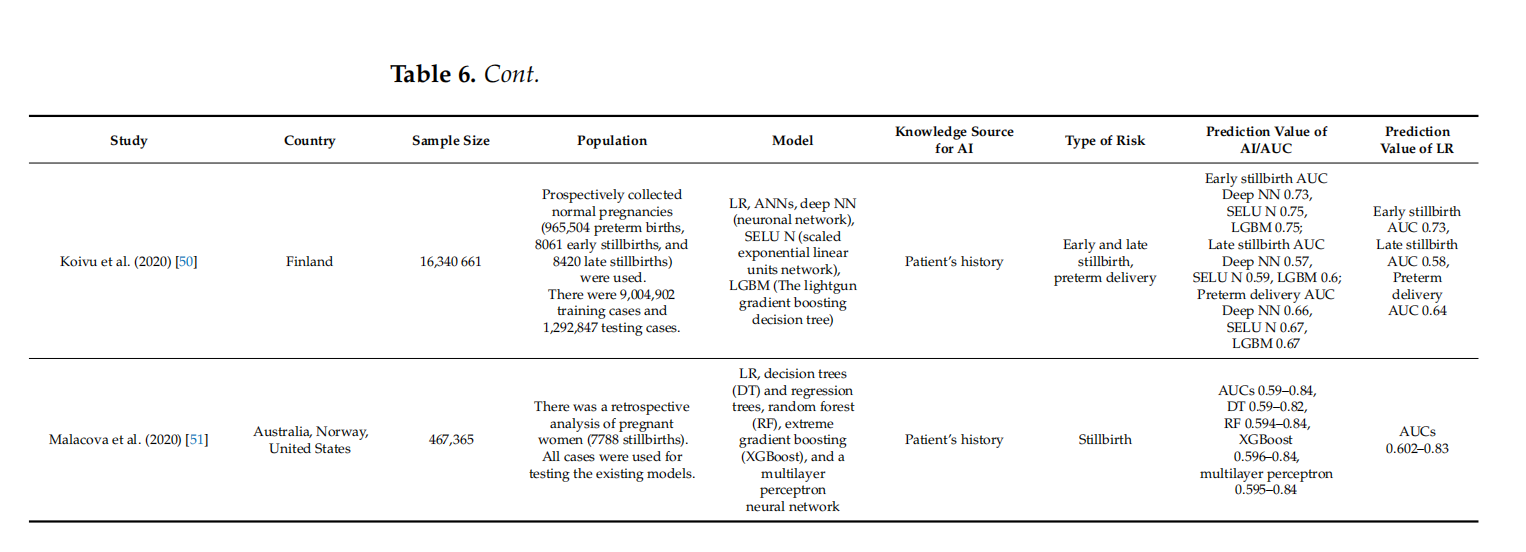 Table 6. Cont.
Study
Country
Sample Size
Population
Model
Knowledge Source
for AI
Type of Risk
Prediction Value of
AI/AUC
Prediction
Value of LR
Koivu et al. (2020) [50]
Finland
16,340 661
Prospectively collected
normal pregnancies
(965,504 preterm births,
8061 early stillbirths, and
8420 late stillbirths)
were used.
There were 9,004,902
training cases and
1,292,847 testing cases.
LR, ANNs, deep NN
(neuronal network),
SELU N (scaled
exponential linear
units network),
LGBM (The lightgun
gradient boosting
decision tree)
Patient's history
Early and late
stillbirth,
preterm delivery
Early stillbirth AUC
Deep NN 0.73,
SELU N 0.75,
LGBM 0.75;
Late stillbirth AUC
Deep NN 0.57,
SELU N 0.59, LGBM 0.6;
Preterm delivery AUC
Deep NN 0.66,
SELU N 0.67,
LGBM 0.67
Early stillbirth
AUC 0.73,
Late stillbirth
AUC 0.58,
Preterm
delivery
AUC 0.64
Malacova et al. (2020) [51]
Australia, Norway,
United States
467,365
There was a retrospective
analysis of pregnant
women (7788 stillbirths).
All cases were used for
testing the existing models.
LR, decision trees
(DT) and regression
trees, random forest
(RF), extreme
gradient boosting
(XGBoost), and a
multilayer
perceptron
neural network
Patient's history
Stillbirth
AUCs 0.59–0.84,
DT 0.59–0.82,
RF 0.594–0.84,
XGBoost
0.596–0.84,
multilayer perceptron
0.595–0.84
AUCs
0.602–0.83